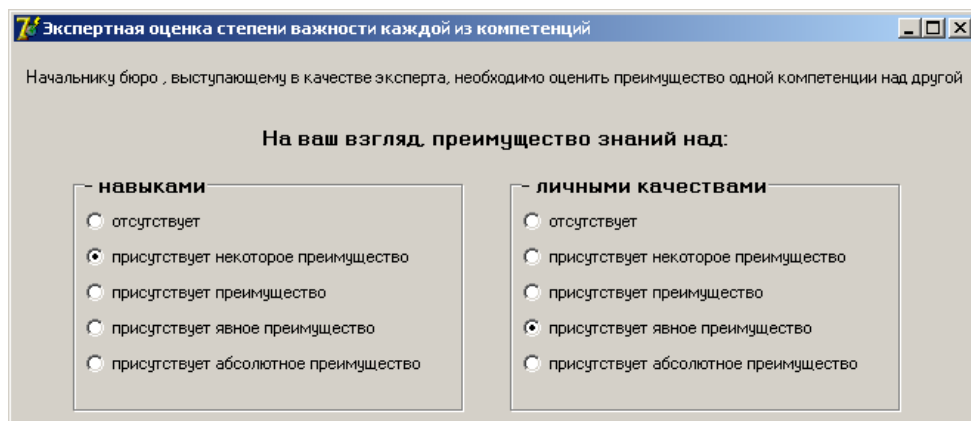 Экспертная оценка степени важности каждой из компетенций
Начальнику бюро , выступающему в качестве эксперта, необходимо оценить преимущество одной компетенции над другой
На ваш взгляд, преимущество знаний над:
- навыками
отсутствует
присутствует некоторое преимущество
присутствует преимущество
присутствует явное преимущество
присутствует абсолютное преимущество
- личными качествами
отсутствует
присутствует некоторое преимущество
присутствует преимущество
присутствует явное преимущество
присутствует абсолютное преимущество